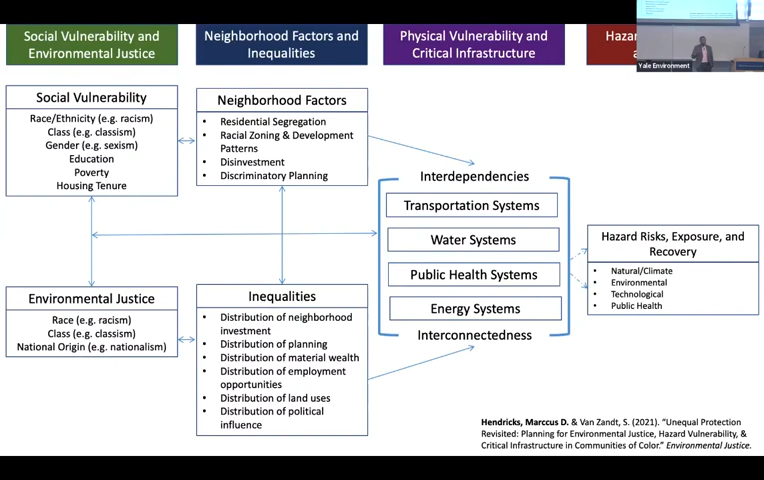 Social Vulnerability and
Environmental Justice
Neighborhood Factors and
Inequalities
Physical Vulnerability and
Critical Infrastructure
Yale Environment
Social Vulnerability
Race/Ethnicity (e.g. racism)
Class (e.g. classism)
Gender (e.g. sexism)
Education
Poverty
Housing Tenure
Neighborhood Factors
• Residential Segregation
• Racial Zoning & Development
Patterns
• Disinvestment
• Discriminatory Planning
Interdependencies
Transportation Systems
Water Systems
Public Health Systems
Energy Systems
Interconnectedness
Hazard Risks, Exposure, and
Recovery
• Natural/Climate
• Environmental
• Technological
• Public Health
Environmental Justice
Race (e.g. racism)
Class (e.g. classism)
National Origin (e.g. nationalism)
Inequalities
• Distribution of neighborhood
investment
• Distribution of planning
• Distribution of material wealth
• Distribution of employment
opportunities
• Distribution of land uses
• Distribution of political
influence
Hendricks, Marccus D. & Van Zandt, S. (2021). “Unequal Protection
Revisited: Planning for Environmental Justice, Hazard Vulnerability, &
Critical Infrastructure in Communities of Color.” Environmental Justice.